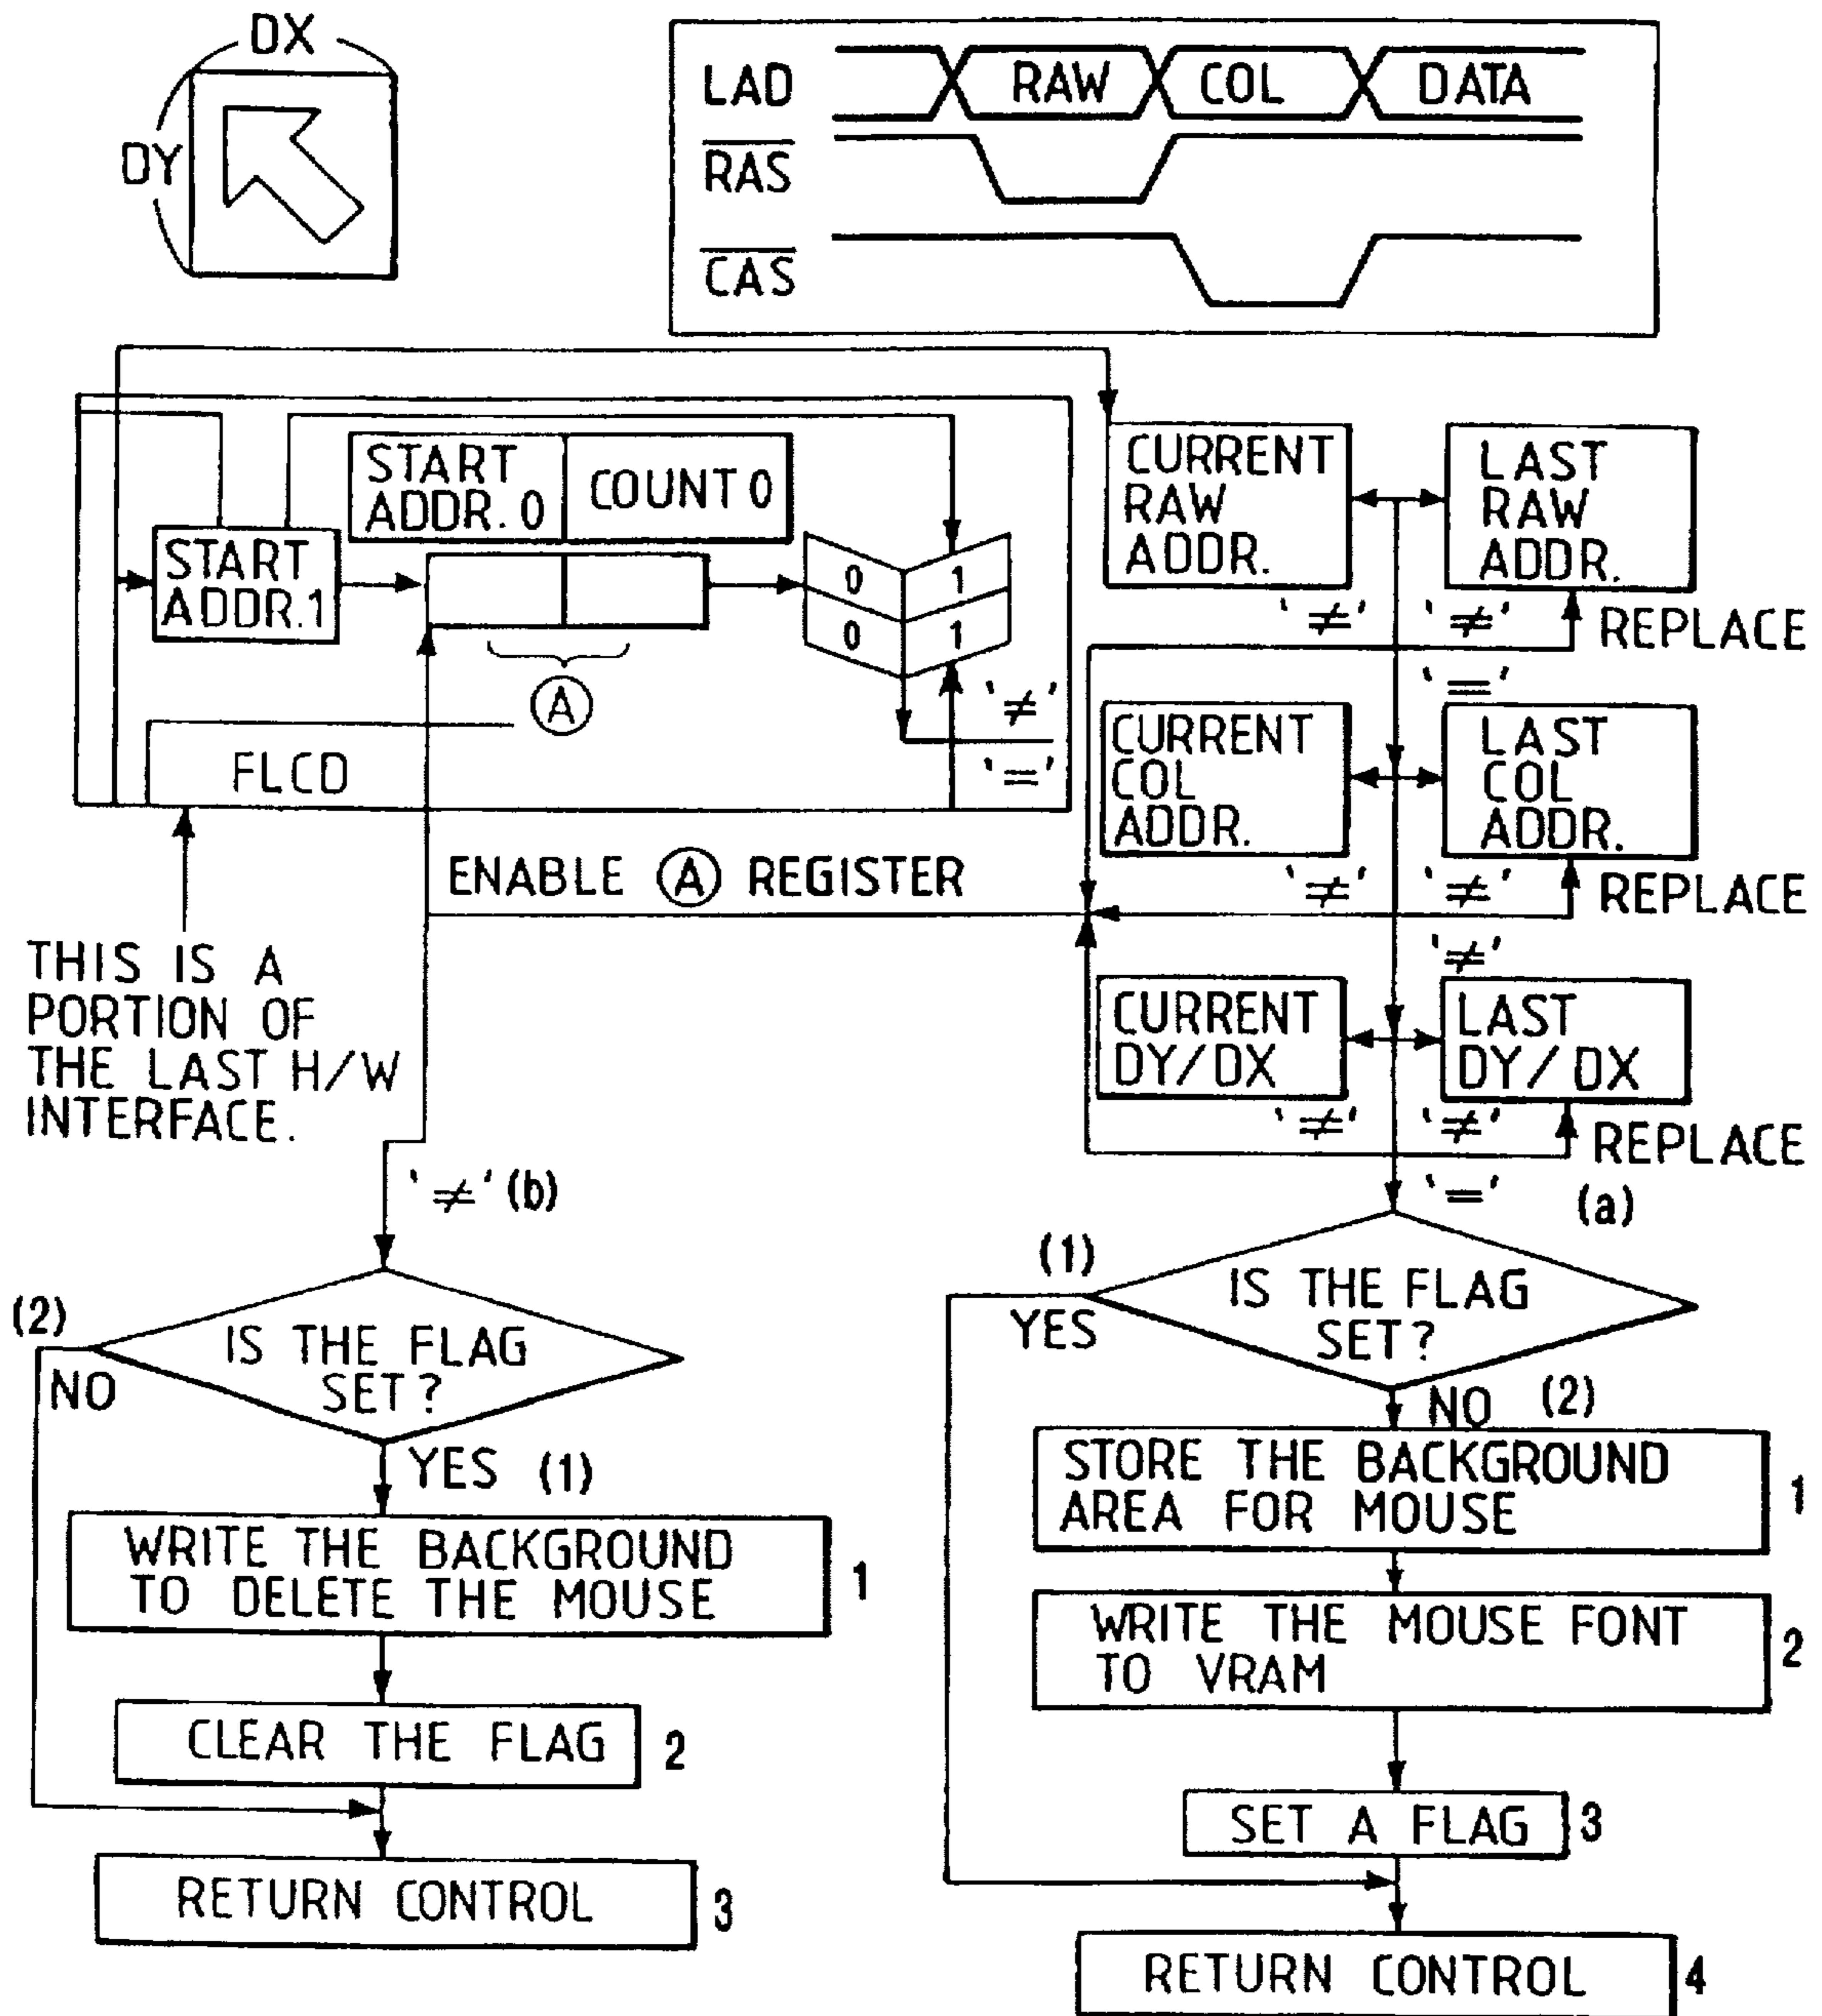 DX
DY
LAD
RAW
COL
DATA
RAS
CAS
START
ADDR. 0
COUNT 0
START
ADDR. 1
0
1
0
1
A
'≠'
'='
FLCD
CURRENT
RAW
ADDR.
LAST
RAW
ADDR.
'≠'
'≠'
REPLACE
'='
CURRENT
COL
ADDR.
LAST
COL
ADDR.
'≠'
'≠'
REPLACE
ENABLE A REGISTER
'≠'
CURRENT
DY/DX
LAST
DY/DX
'≠'
'≠'
REPLACE
'='
(a)
THIS IS A
PORTION OF
THE LAST H/W
INTERFACE.
'≠' (b)
IS THE FLAG
SET?
(2)
NO
YES (1)
WRITE THE BACKGROUND
TO DELETE THE MOUSE
1
CLEAR THE FLAG
2
RETURN CONTROL
3
(1)
YES
IS THE FLAG
SET?
NO (2)
STORE THE BACKGROUND
AREA FOR MOUSE
1
WRITE THE MOUSE FONT
TO VRAM
2
SET A FLAG
3
RETURN CONTROL
4